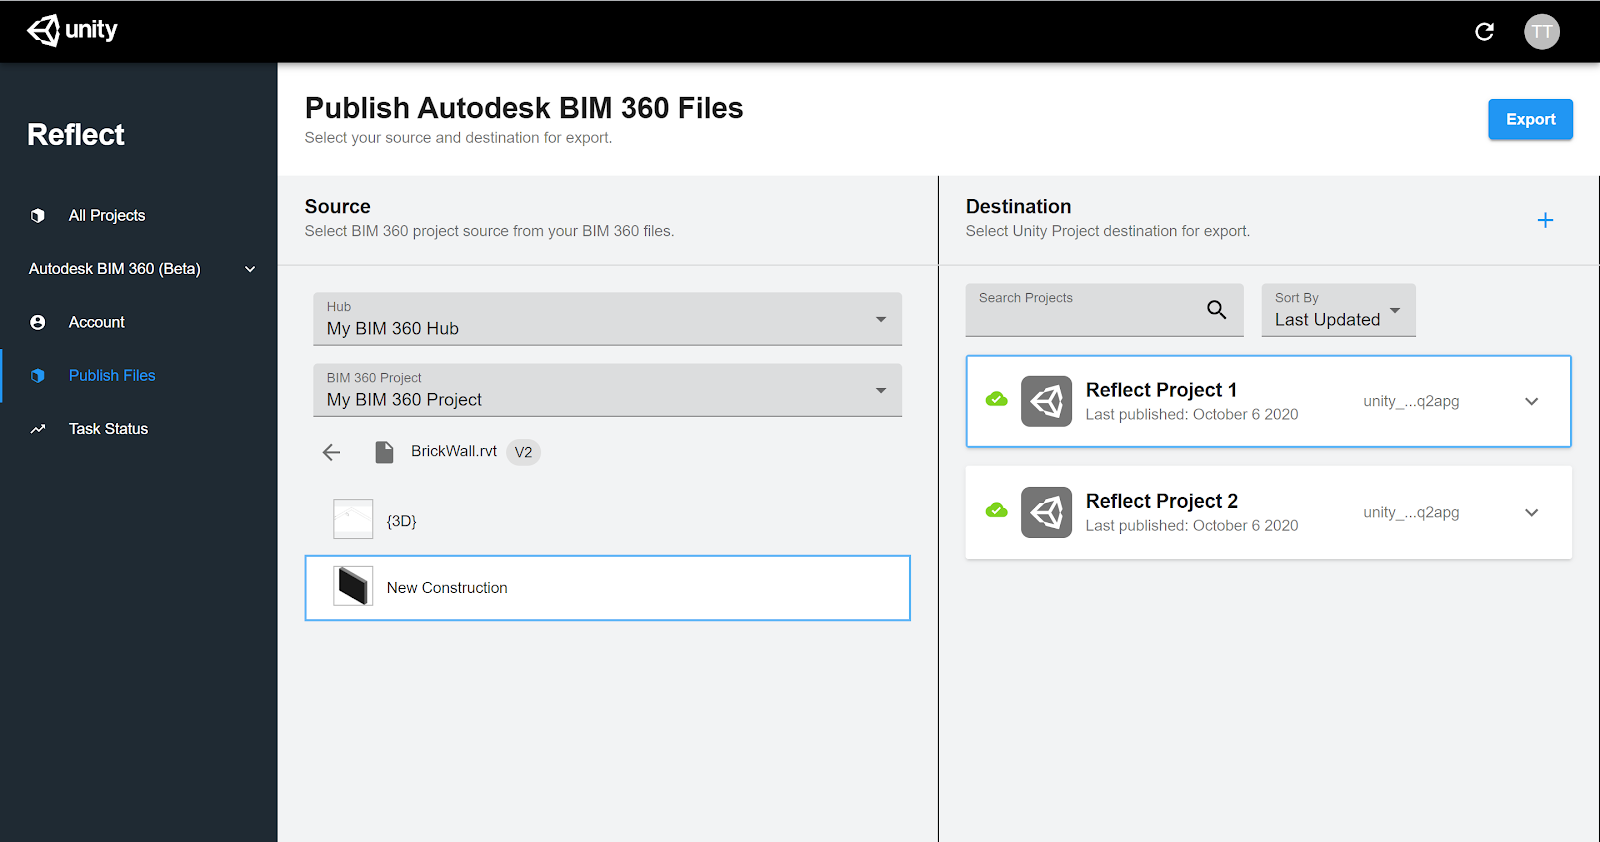 unity
TT
Reflect
All Projects
Autodesk BIM 360 (Beta)
Account
Publish Files
Task Status
Publish Autodesk BIM 360 Files
Select your source and destination for export.
Export
Source
Select BIM 360 project source from your BIM 360 files.
Hub
My BIM 360 Hub
BIM 360 Project
My BIM 360 Project
BrickWall.rvt V2
{3D}
New Construction
Destination
Select Unity Project destination for export.
Search Projects
Sort By
Last Updated
Reflect Project 1
Last published: October 6 2020
unity_...q2apg
Reflect Project 2
Last published: October 6 2020
unity_...q2apg